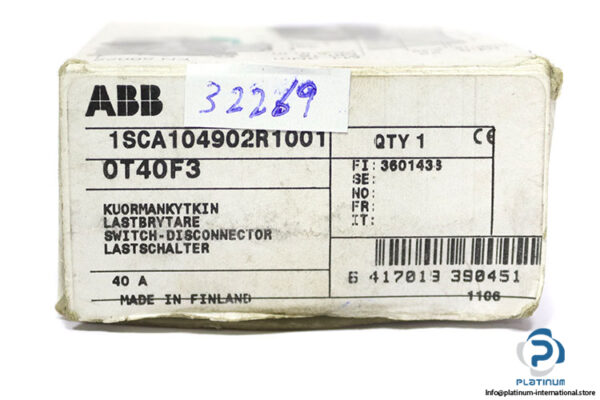 ABB
32269
1SCA104902R1001
QTY 1
CE
OT40F3
FI: 3601433
SE:
NO:
FR:
IT:
KUORMANKYTKIN
LASTBRYTARE
SWITCH-DISCONNECTOR
LASTSCHALTER
40 A
MADE IN FINLAND
6 417019 390451
1106
PLATINUM
Info@platinum-international.store